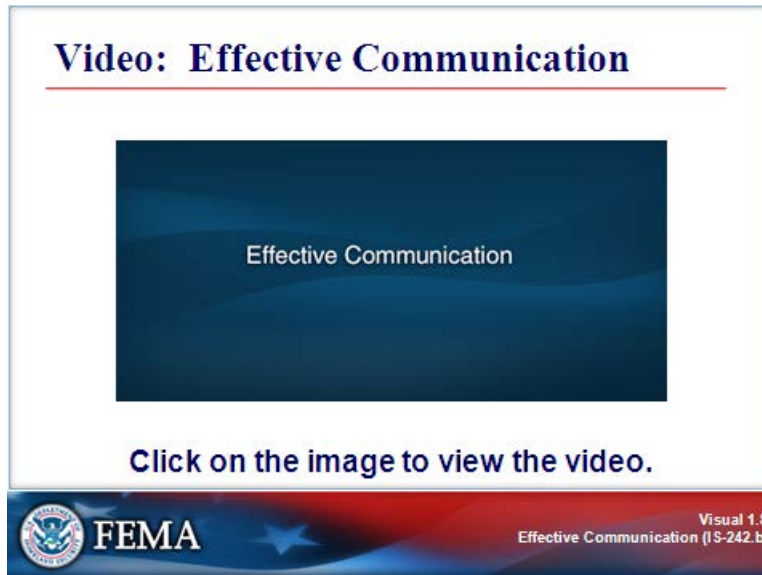 Video: Effective Communication
Effective Communication
Click on the image to view the video.
FEMA
Visual 1.
Effective Communication (IS-242.b